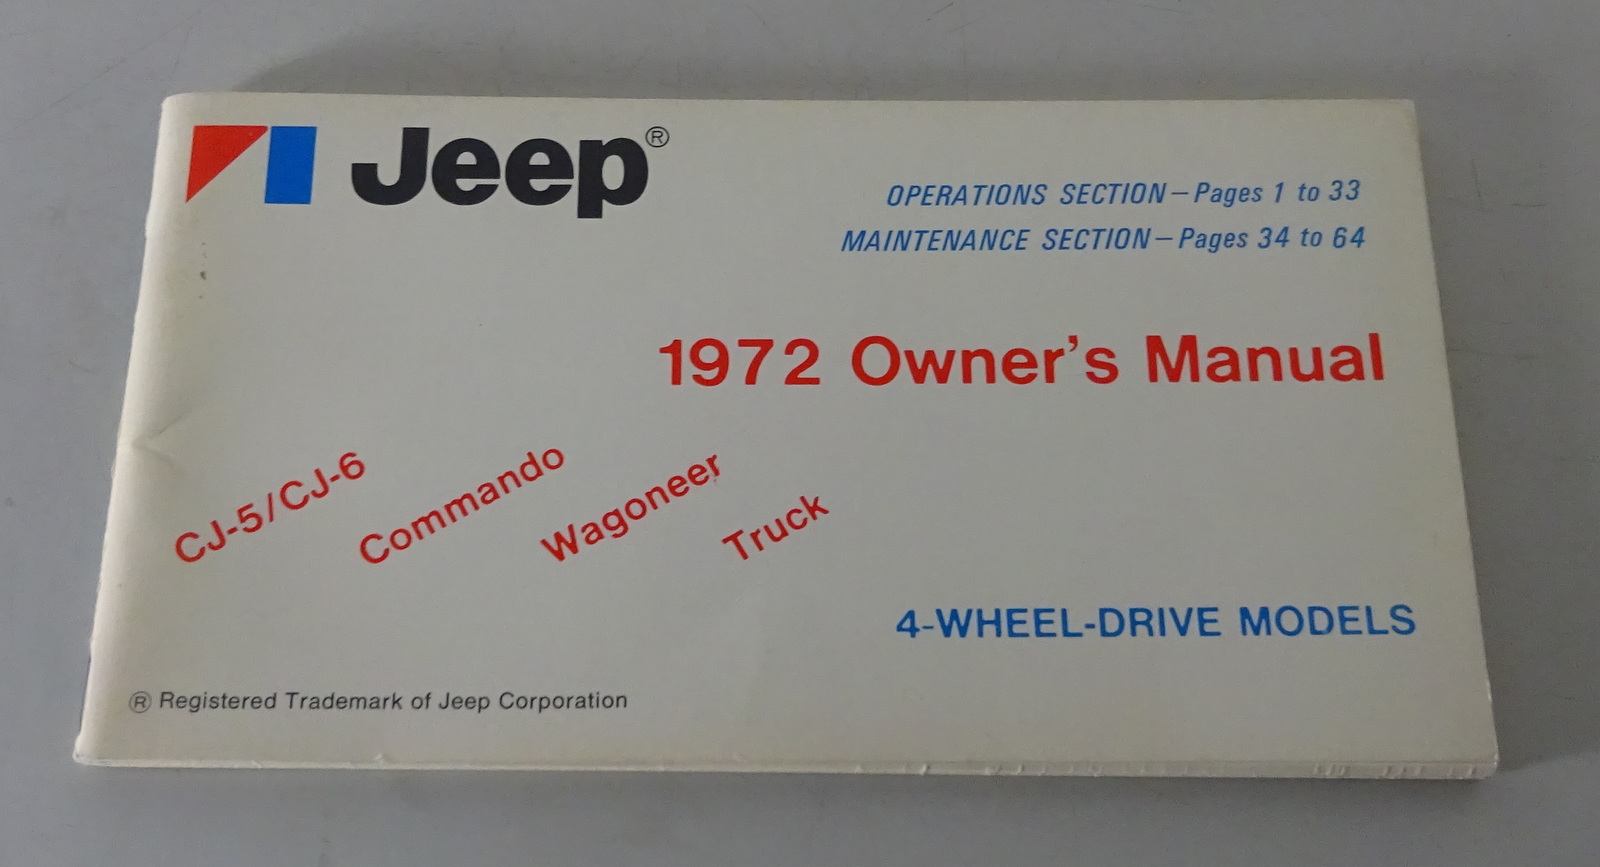 Jeep®
OPERATIONS SECTION—Pages 1 to 33
MAINTENANCE SECTION—Pages 34 to 64
1972 Owner's Manual
CJ-5/CJ-6
Commando
Wagoneer
Truck
4-WHEEL-DRIVE MODELS
® Registered Trademark of Jeep Corporation